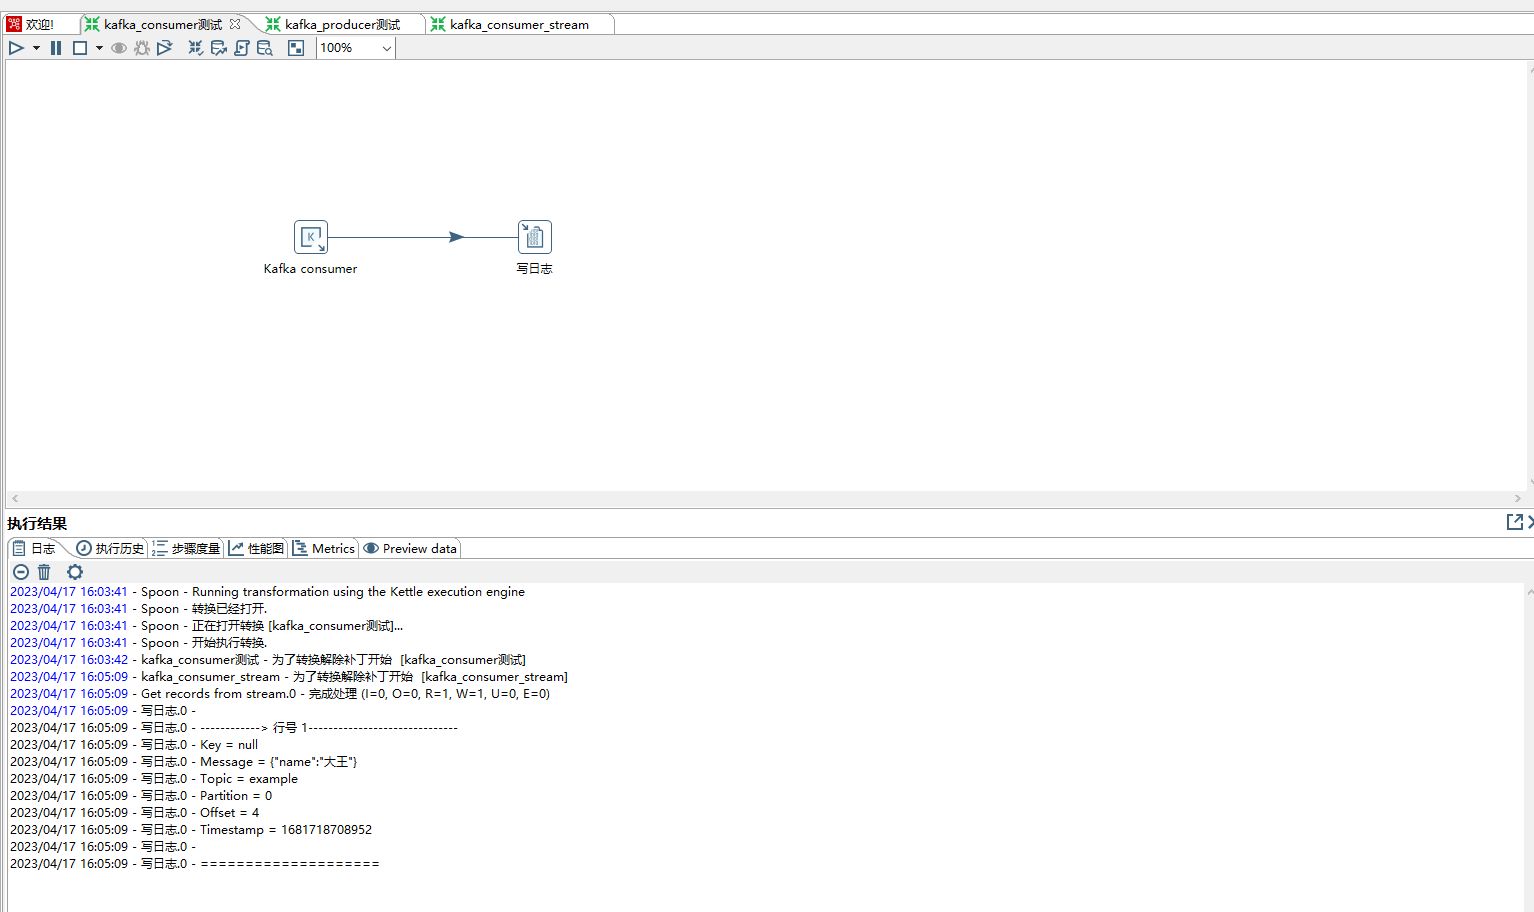 欢迎! kafka_consumer测试 kafka_producer测试 kafka_consumer_stream
100%
K
Kafka consumer 写日志
执行结果
日志 执行历史 步骤度量 性能图 Metrics Preview data
2023/04/17 16:03:41 - Spoon - Running transformation using the Kettle execution engine
2023/04/17 16:03:41 - Spoon - 转换已经打开.
2023/04/17 16:03:41 - Spoon - 正在打开转换 [kafka_consumer测试]...
2023/04/17 16:03:41 - Spoon - 开始执行转换.
2023/04/17 16:03:42 - kafka_consumer测试 - 为了转换解除补丁开始  [kafka_consumer测试]
2023/04/17 16:05:09 - kafka_consumer_stream - 为了转换解除补丁开始  [kafka_consumer_stream]
2023/04/17 16:05:09 - Get records from stream.0 - 完成处理 (I=0, O=0, R=1, W=1, U=0, E=0)
2023/04/17 16:05:09 - 写日志.0 -
2023/04/17 16:05:09 - 写日志.0 - ------------> 行号 1------------------------------
2023/04/17 16:05:09 - 写日志.0 - Key = null
2023/04/17 16:05:09 - 写日志.0 - Message = {"name":"大王"}
2023/04/17 16:05:09 - 写日志.0 - Topic = example
2023/04/17 16:05:09 - 写日志.0 - Partition = 0
2023/04/17 16:05:09 - 写日志.0 - Offset = 4
2023/04/17 16:05:09 - 写日志.0 - Timestamp = 1681718708952
2023/04/17 16:05:09 - 写日志.0 -
2023/04/17 16:05:09 - 写日志.0 - ====================